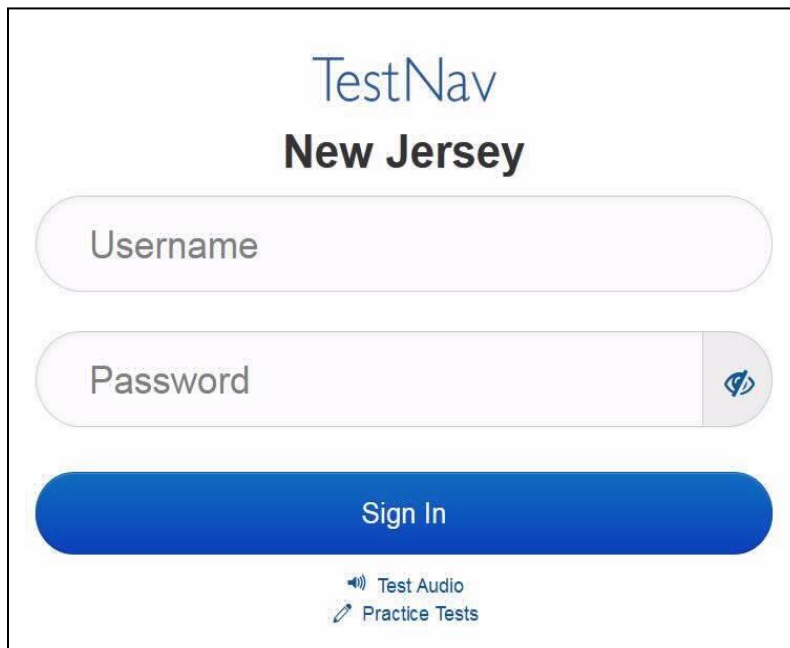 TestNav
New Jersey
Username
Password
Sign In
Test Audio
Practice Tests